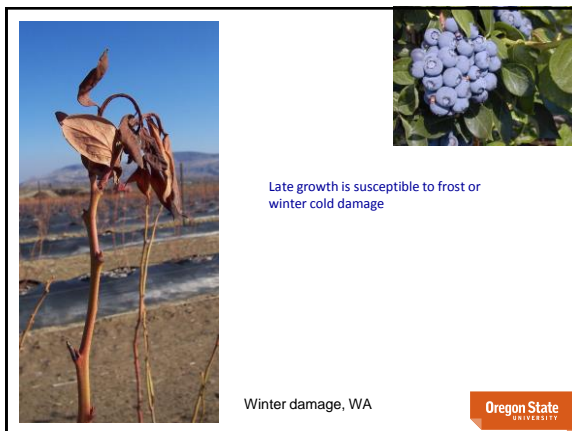 Late growth is susceptible to frost or
winter cold damage
Winter damage, WA
Oregon State
UNIVERSITY